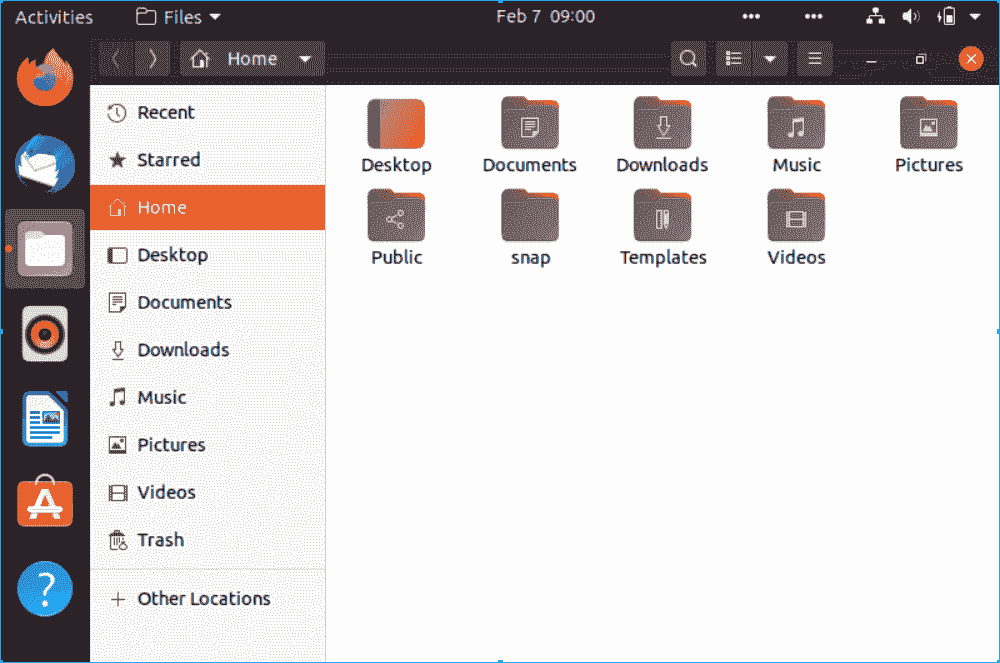 Activities Files Feb 7 09:00
Home
Recent
Starred
Home
Desktop
Documents
Downloads
Music
Pictures
Videos
Trash
Other Locations
Desktop Documents Downloads Music Pictures
Public snap Templates Videos